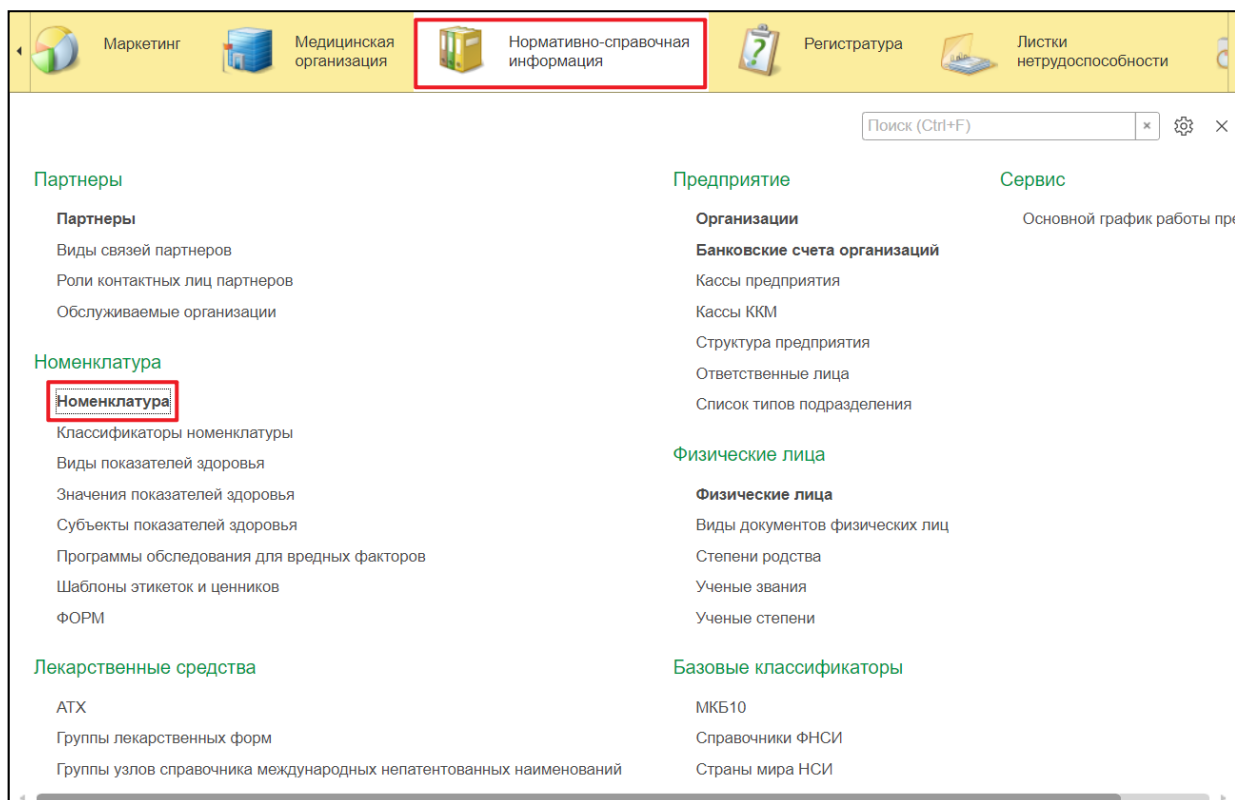 Маркетинг
Медицинская
организация
Нормативно-справочная
информация
Регистратура
Листки
нетрудоспособности
Поиск (Ctrl+F)
Партнеры
Партнеры
Виды связей партнеров
Роли контактных лиц партнеров
Обслуживаемые организации
Номенклатура
Номенклатура
Классификаторы номенклатуры
Виды показателей здоровья
Значения показателей здоровья
Субъекты показателей здоровья
Программы обследования для вредных факторов
Шаблоны этикеток и ценников
ФОРМ
Лекарственные средства
АТХ
Группы лекарственных форм
Группы узлов справочника международных непатентованных наименований
Предприятие
Организации
Банковские счета организаций
Кассы предприятия
Кассы ККМ
Структура предприятия
Ответственные лица
Список типов подразделения
Физические лица
Физические лица
Виды документов физических лиц
Степени родства
Ученые звания
Ученые степени
Базовые классификаторы
МКБ10
Справочники ФНСИ
Страны мира НСИ
Сервис
Основной график работы пре